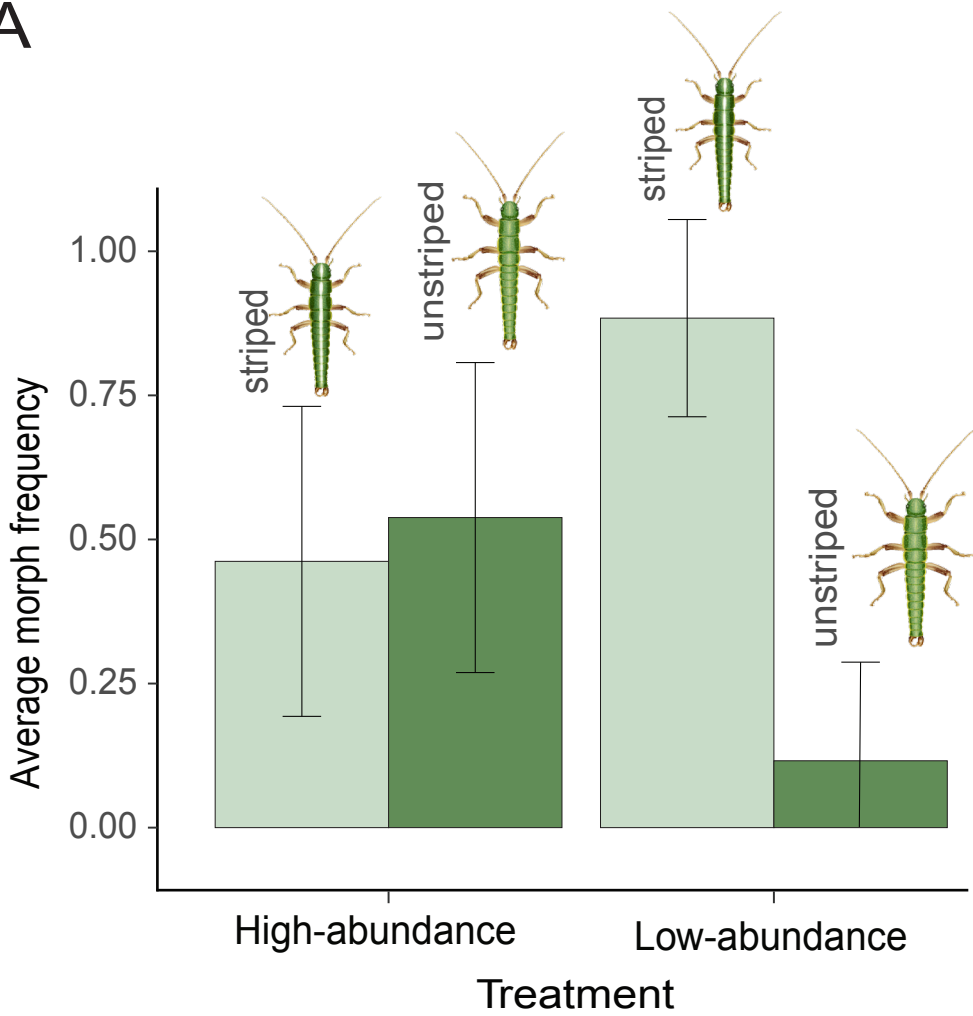 A
striped
unstriped
striped
unstriped
Average morph frequency
1.00
0.75
0.50
0.25
0.00
High-abundance
Low-abundance
Treatment